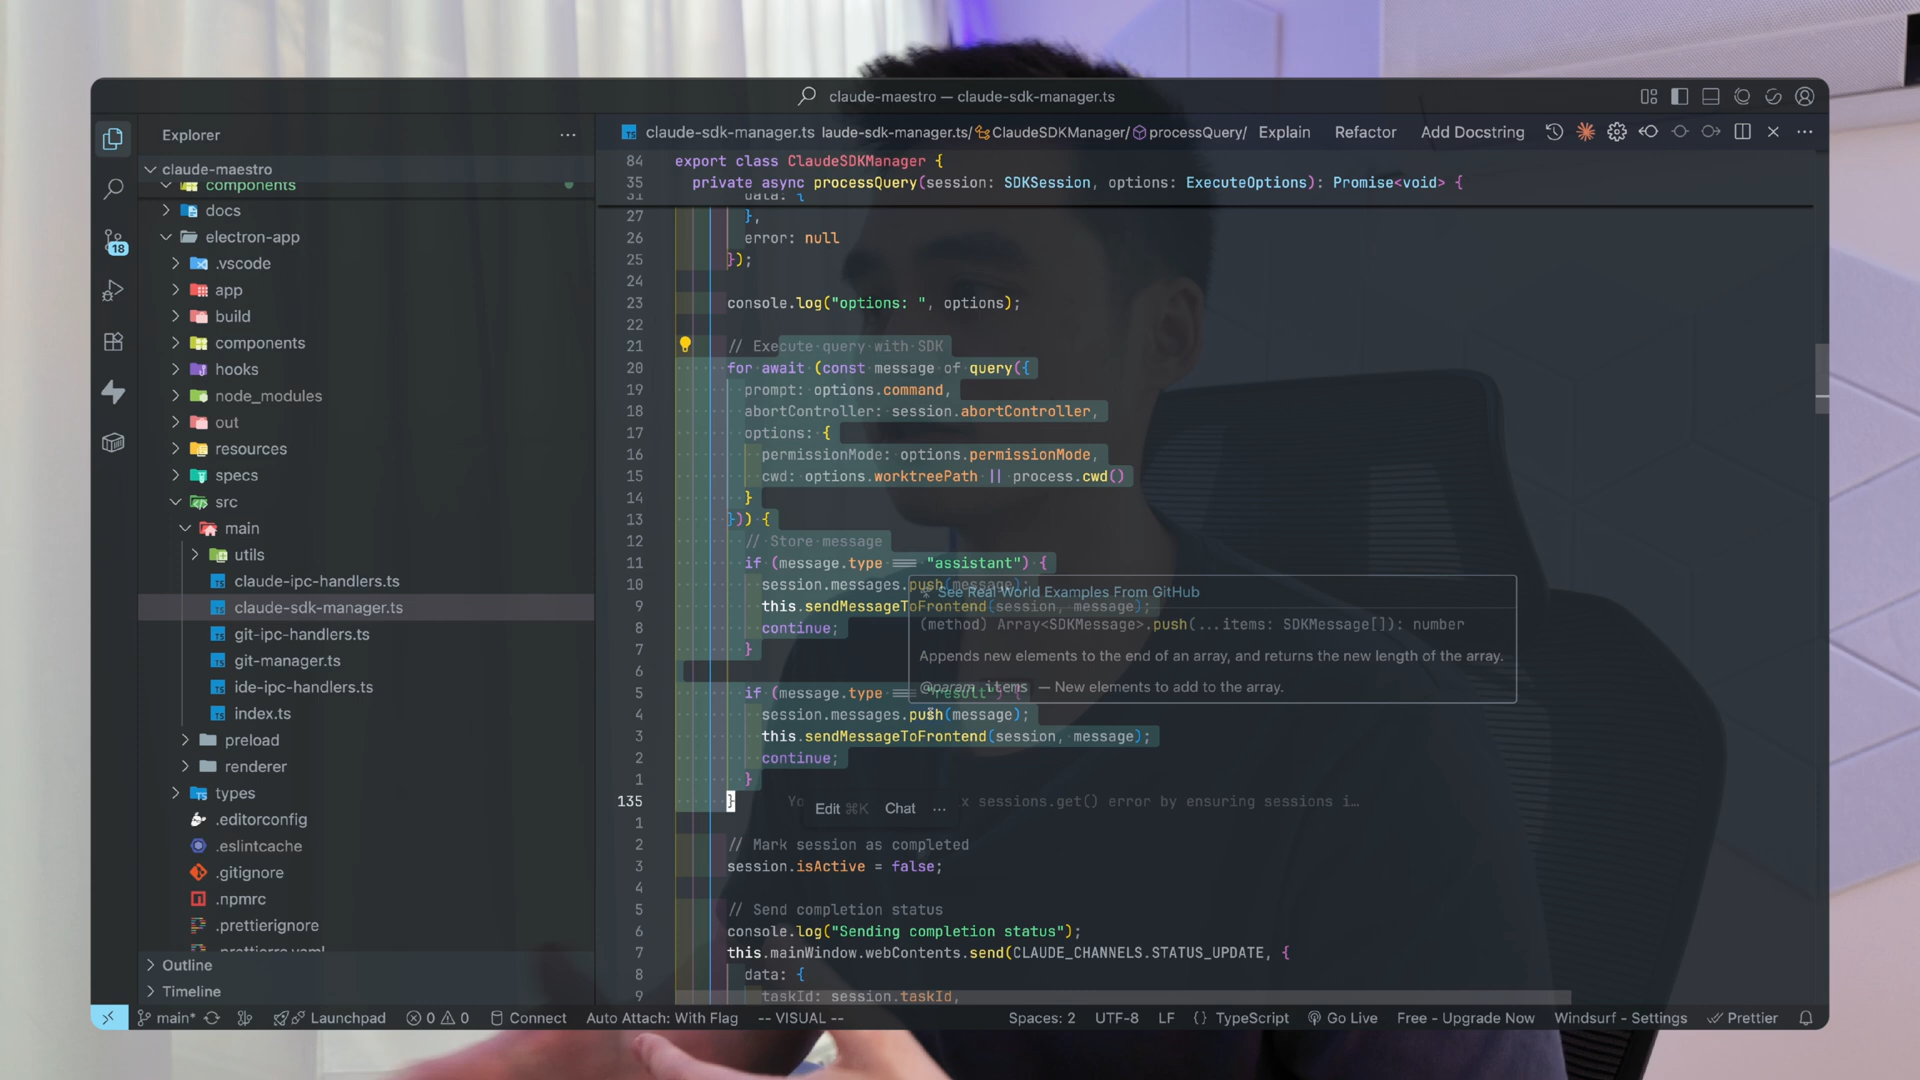 claude-maestro — claude-sdk-manager.ts
Explorer
claude-maestro
components
docs
electron-app
.vscode
app
build
components
hooks
node_modules
out
resources
specs
src
main
utils
claude-ipc-handlers.ts
claude-sdk-manager.ts
git-ipc-handlers.ts
git-manager.ts
ide-ipc-handlers.ts
index.ts
preload
renderer
types
.editorconfig
.eslintcache
.gitignore
.npmrc
.prettierignore
Outline
Timeline
18
claude-sdk-manager.ts laude-sdk-manager.ts/ ClaudeSDKManager/ processQuery/ Explain Refactor Add Docstring
84 export class ClaudeSDKManager {
35 private async processQuery(session: SDKSession, options: ExecuteOptions): Promise<void> {
31 data: {
27 },
26 error: null
25 });
24
23 console.log("options: ", options);
22
21 // Execute query with SDK
20 for await (const message of query({
19 prompt: options.command,
18 abortController: session.abortController,
17 options: {
16 permissionMode: options.permissionMode,
15 cwd: options.worktreePath || process.cwd()
14 }
13 })) {
12 // Store message
11 if (message.type === "assistant") {
10 session.messages.push(message);
9 this.sendMessageToFrontend(session, message);
8 continue;
7 }
6
5 if (message.type === "result") {
4 session.messages.push(message);
3 this.sendMessageToFrontend(session, message);
2 continue;
1 }
135 }
1
2 // Mark session as completed
3 session.isActive = false;
4
5 // Send completion status
6 console.log("Sending completion status");
7 this.mainWindow.webContents.send(CLAUDE_CHANNELS.STATUS_UPDATE, {
8 data: {
9 taskId: session.taskId,
See Real World Examples From GitHub
(method) Array<SDKMessage>.push(...items: SDKMessage[]): number
Appends new elements to the end of an array, and returns the new length of the array.
@param items — New elements to add to the array.
Edit ⌘K Chat ···
sessions.get() error by ensuring sessions i…
main* Launchpad 0 0 Connect Auto Attach: With Flag -- VISUAL -- Spaces: 2 UTF-8 LF {} TypeScript Go Live Free - Upgrade Now Windsurf - Settings Prettier